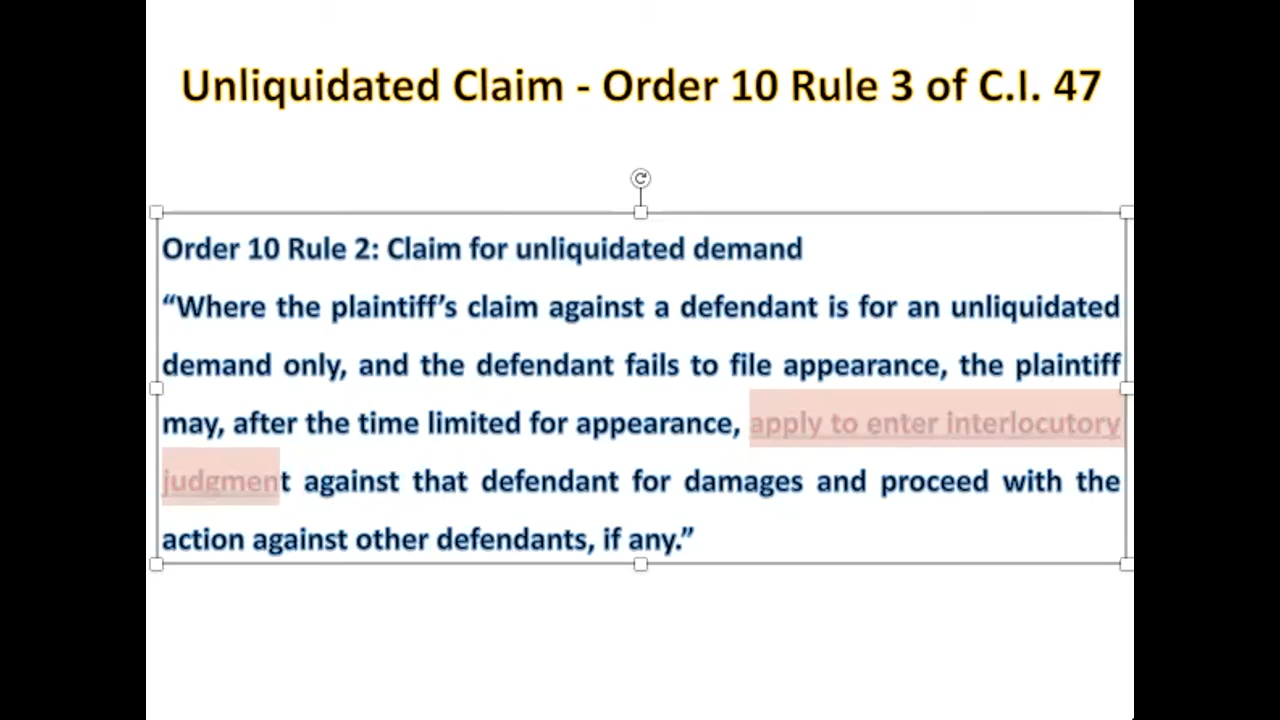 Unliquidated Claim - Order 10 Rule 3 of C.I. 47
Order 10 Rule 2: Claim for unliquidated demand
“Where the plaintiff’s claim against a defendant is for an unliquidated
demand only, and the defendant fails to file appearance, the plaintiff
may, after the time limited for appearance, apply to enter interlocutory
judgment against that defendant for damages and proceed with the
action against other defendants, if any.”